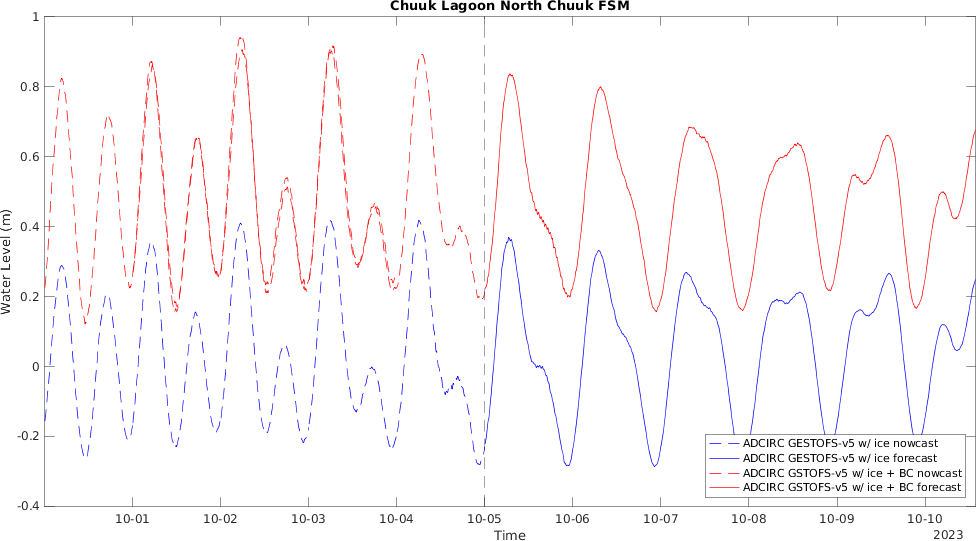 Chuuk Lagoon North Chuuk FSM
1
0.8
0.6
0.4
0.2
0
-0.2
-0.4
Water Level (m)
10-01 10-02 10-03 10-04 10-05 10-06 10-07 10-08 10-09 10-10
Time
2023
ADCIRC GESTOFS-v5 w/ ice nowcast
ADCIRC GESTOFS-v5 w/ ice forecast
ADCIRC GSTOFS-v5 w/ ice + BC nowcast
ADCIRC GSTOFS-v5 w/ ice + BC forecast